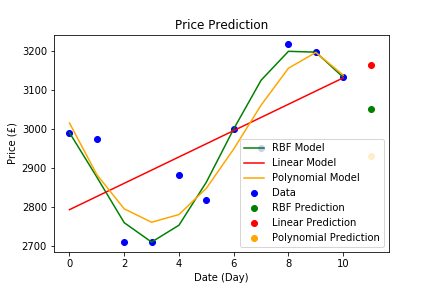 Price Prediction
Price (£)
3200
3100
3000
2900
2800
2700
0
2
4
6
8
10
Date (Day)
RBF Model
Linear Model
Polynomial Model
Data
RBF Prediction
Linear Prediction
Polynomial Prediction